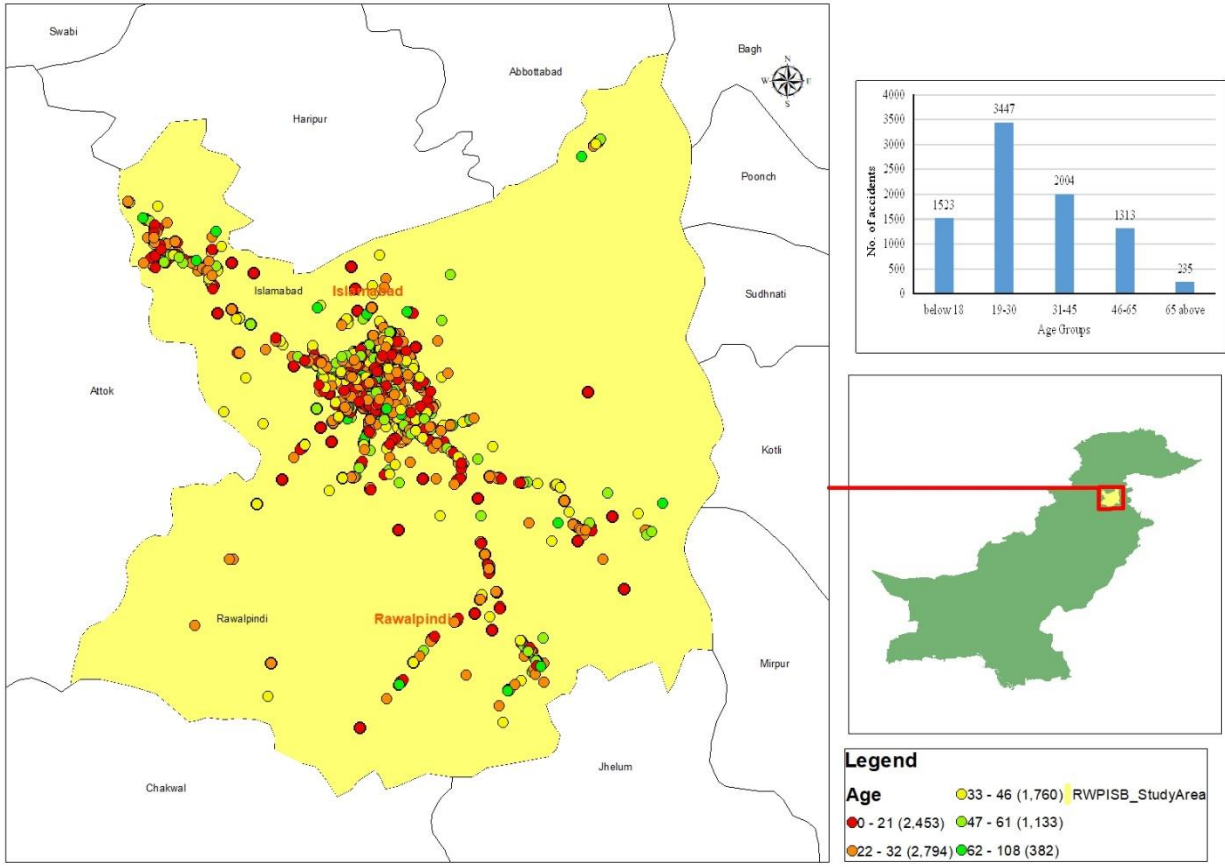 Swabi
Bagh
Abbottabad
N
W E
S
Haripur
Poonch
Sudhnati
Islamabad
Islamabad
Attok
Kotli
Rawalpindi
Rawalpindi
Mirpur
Chakwal
Jhelum
No. of accidents
4000
3500
3000
2500
2000
1500
1000
500
0
1523
3447
2004
1313
235
below 18 19-30 31-45 46-65 65 above
Age Groups
Legend
Age
33 - 46 (1,760) RWPISB_StudyArea
0 - 21 (2,453) 47 - 61 (1,133)
22 - 32 (2,794) 62 - 108 (382)